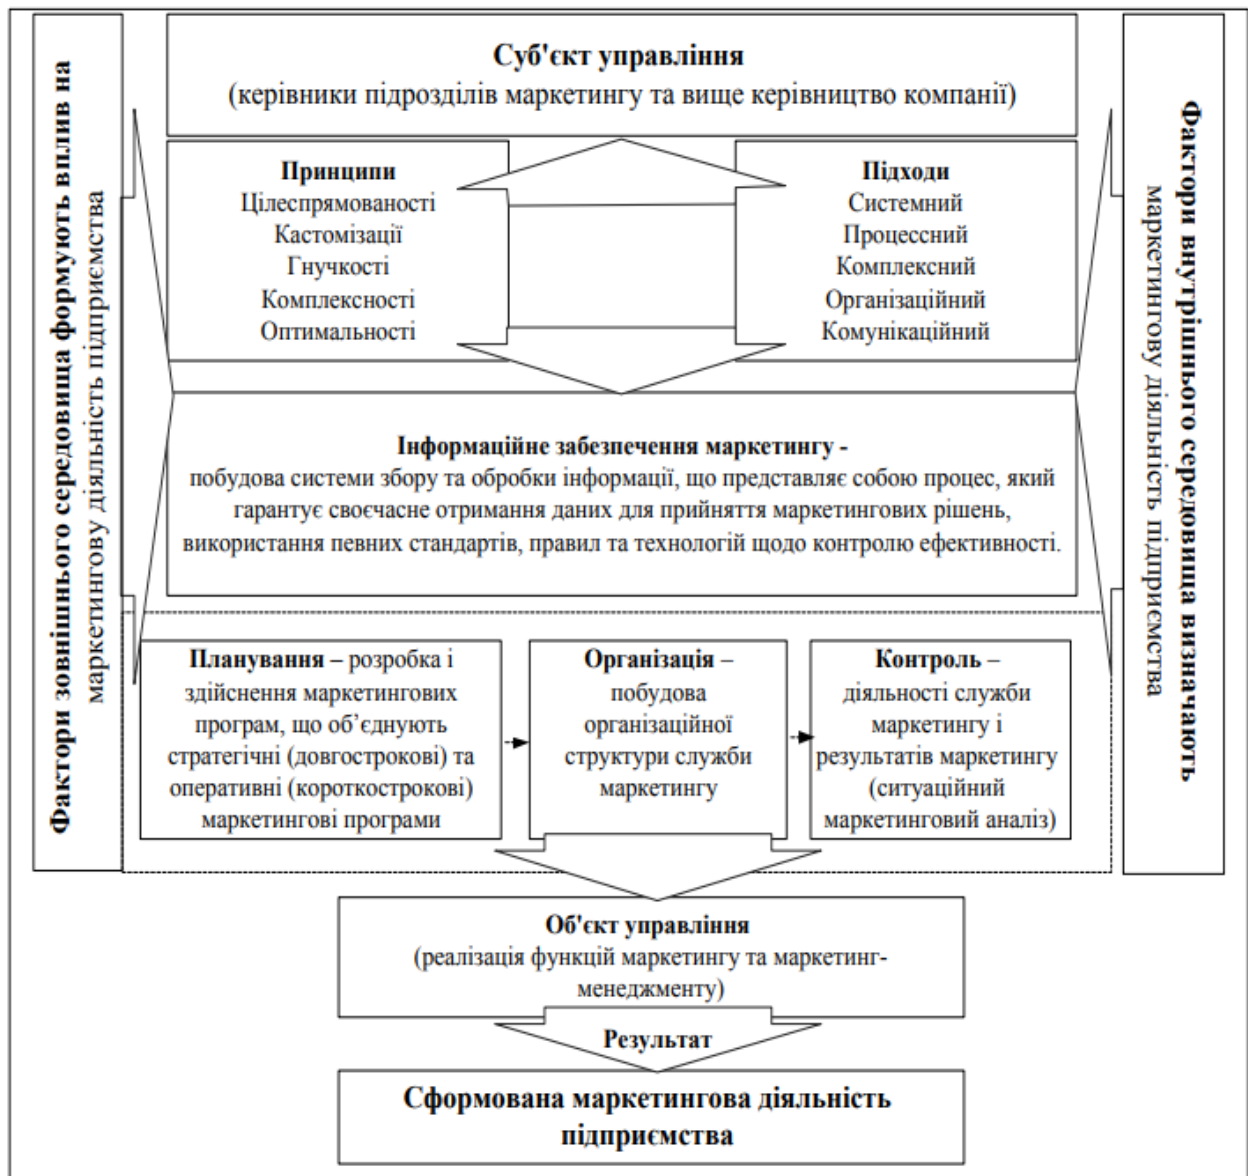 Фактори зовнішнього середовища формують вплив на
маркетингову діяльність підприємства
Суб'єкт управління
(керівники підрозділів маркетингу та вище керівництво компанії)
Принципи
Цілеспрямованості
Кастомізації
Гнучкості
Комплексності
Оптимальності
Підходи
Системний
Процессний
Комплексний
Організаційний
Комунікаційний
Інформаційне забезпечення маркетингу -
побудова системи збору та обробки інформації, що представляє собою процес, який
гарантує своєчасне отримання даних для прийняття маркетингових рішень,
використання певних стандартів, правил та технологій щодо контролю ефективності.
Планування – розробка і
здійснення маркетингових
програм, що об’єднують
стратегічні (довгострокові) та
оперативні (короткострокові)
маркетингові програми
Організація –
побудова
організаційної
структури служби
маркетингу
Контроль –
діяльності служби
маркетингу і
результатів маркетингу
(ситуаційний
маркетинговий аналіз)
Об'єкт управління
(реалізація функцій маркетингу та маркетинг-
менеджменту)
Результат
Сформована маркетингова діяльність
підприємства
Фактори внутрішнього середовища визначають
маркетингову діяльність підприємства